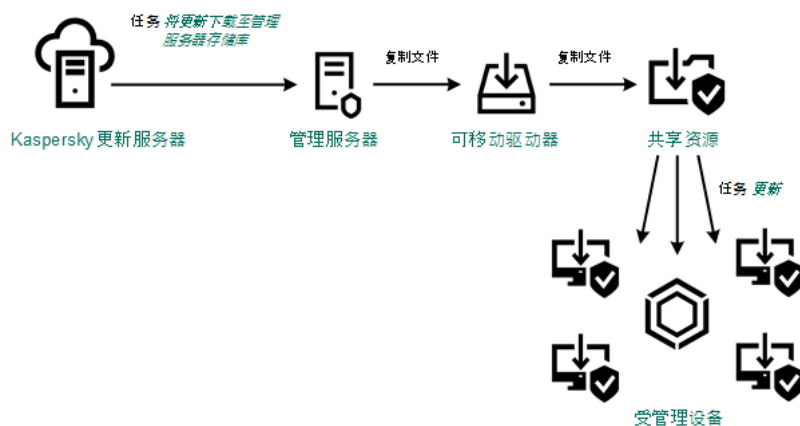 任务 将更新下载至管理
服务器存储库
复制文件
复制文件
Kaspersky 更新服务器
管理服务器
可移动驱动器
共享资源
任务 更新
受管理设备